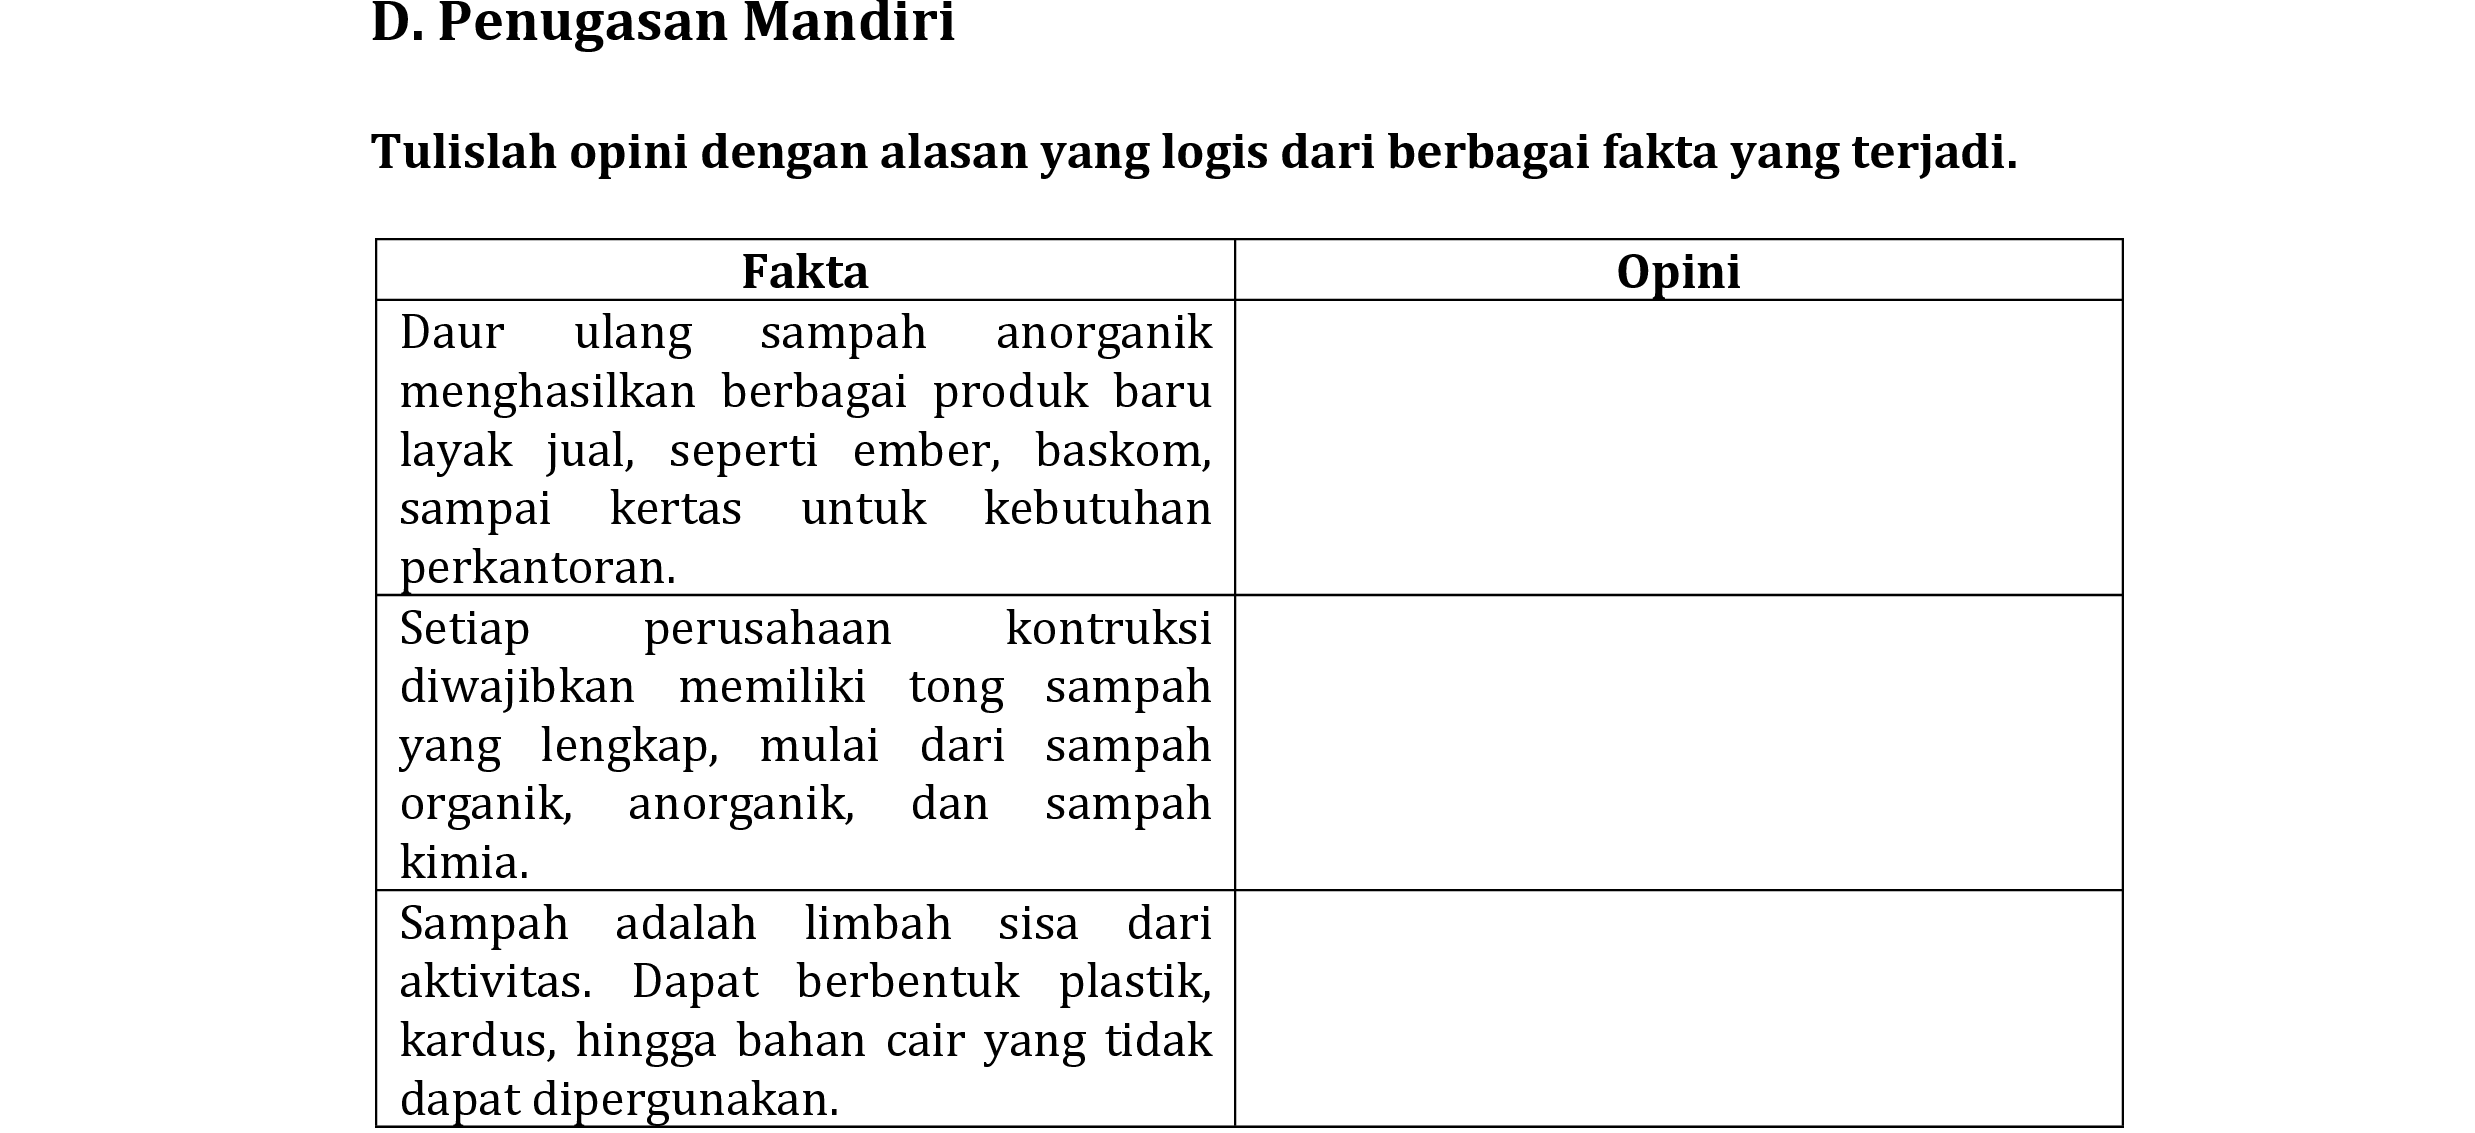 D. Penugasan Mandiri
Tulislah opini dengan alasan yang logis dari berbagai fakta yang terjadi.
Fakta
Opini
Daur ulang sampah anorganik
menghasilkan berbagai produk baru
layak jual, seperti ember, baskom,
sampai kertas untuk kebutuhan
perkantoran.
Setiap perusahaan kontruksi
diwajibkan memiliki tong sampah
yang lengkap, mulai dari sampah
organik, anorganik, dan sampah
kimia.
Sampah adalah limbah sisa dari
aktivitas. Dapat berbentuk plastik,
kardus, hingga bahan cair yang tidak
dapat dipergunakan.